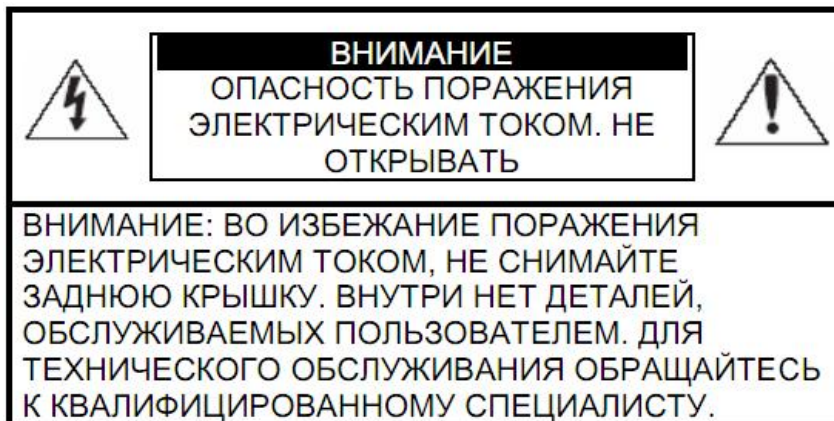 ВНИМАНИЕ
ОПАСНОСТЬ ПОРАЖЕНИЯ
ЭЛЕКТРИЧЕСКИМ ТОКОМ. НЕ
ОТКРЫВАТЬ
ВНИМАНИЕ: ВО ИЗБЕЖАНИЕ ПОРАЖЕНИЯ
ЭЛЕКТРИЧЕСКИМ ТОКОМ, НЕ СНИМАЙТЕ
ЗАДНЮЮ КРЫШКУ. ВНУТРИ НЕТ ДЕТАЛЕЙ,
ОБСЛУЖИВАЕМЫХ ПОЛЬЗОВАТЕЛЕМ. ДЛЯ
ТЕХНИЧЕСКОГО ОБСЛУЖИВАНИЯ ОБРАЩАЙТЕСЬ
К КВАЛИФИЦИРОВАННОМУ СПЕЦИАЛИСТУ.